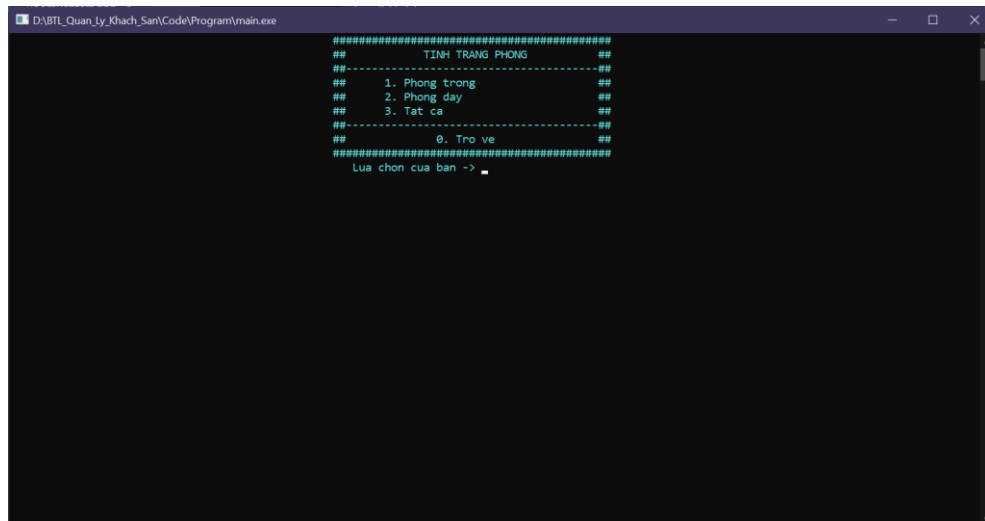 D:\BTL_Quan_Ly_Khach_San\Code\Program\main.exe
###########################################
## TINH TRANG PHONG ##
##---------------------------------------##
## 1. Phong trong ##
## 2. Phong day ##
## 3. Tat ca ##
##---------------------------------------##
## 0. Tro ve ##
###########################################
Lua chon cua ban ->